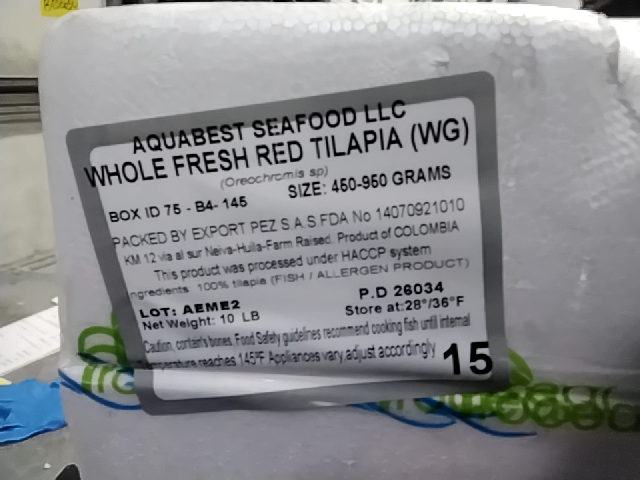 AQUABEST SEAFOOD LLC
WHOLE FRESH RED TILAPIA (WG)
(Oreochromis sp)
BOX ID 75 - B4- 145 SIZE: 450-950 GRAMS
PACKED BY EXPORT PEZ S.A.S FDA No 14070921010
KM 12 via al sur Neiva-Huila-Farm Raised. Product of COLOMBIA
This product was processed under HACCP system
ngredients 100% tilapia (FISH / ALLERGEN PRODUCT)
LOT: AEME2 P.D 26034
Net Weight: 10 LB Store at:28°/36°F
Caution, contain's bones. Food Safety guidelines recommend cooking fish until internal
Temperature reaches 145°F Appliances vary,adjust accordingly 15